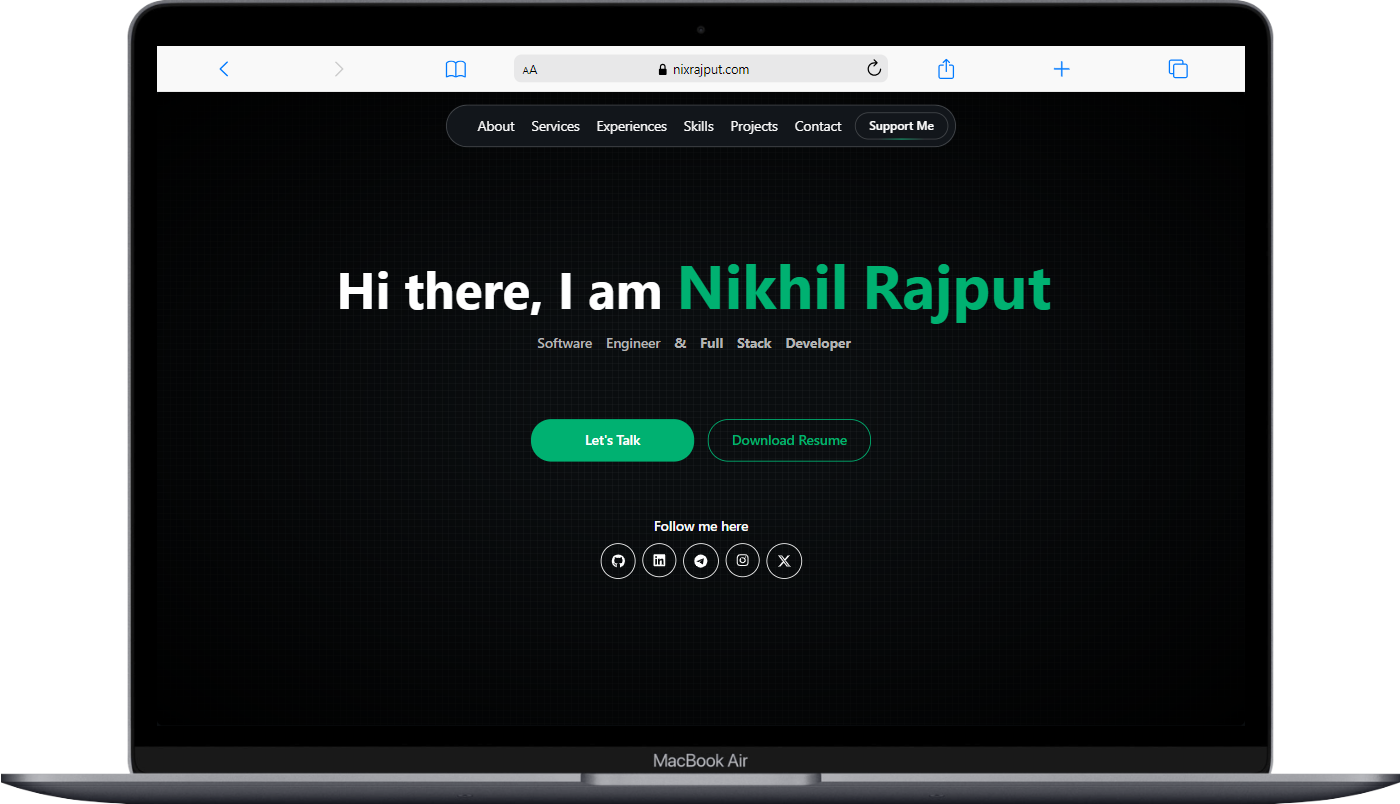 AA nixrajput.com
About Services Experiences Skills Projects Contact Support Me
Hi there, I am Nikhil Rajput
Software Engineer & Full Stack Developer
Let's Talk Download Resume
Follow me here
MacBook Air